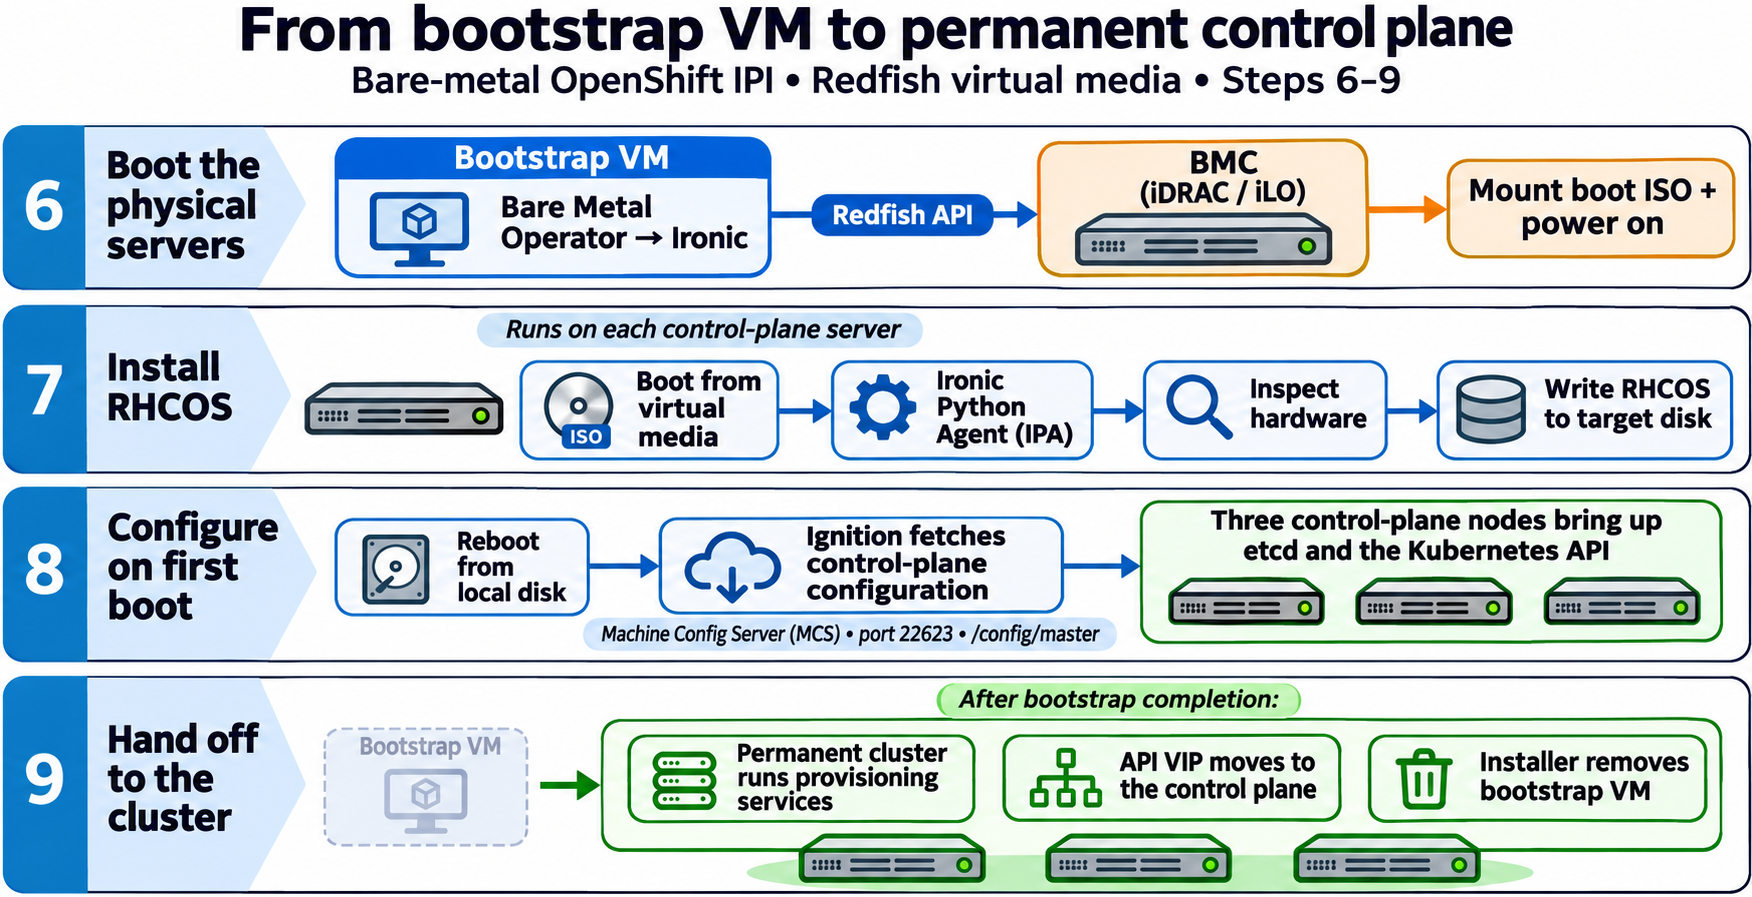 From bootstrap VM to permanent control plane
Bare-metal OpenShift IPI • Redfish virtual media • Steps 6–9
6
Boot the
physical
servers
Bootstrap VM
Bare Metal
Operator → Ironic
Redfish API
BMC
(iDRAC / iLO)
Mount boot ISO +
power on
7
Install
RHCOS
Runs on each control-plane server
ISO
Boot from
virtual
media
Ironic
Python
Agent (IPA)
Inspect
hardware
Write RHCOS
to target disk
8
Configure
on first
boot
Reboot
from
local disk
Ignition fetches
control-plane
configuration
Machine Config Server (MCS) • port 22623 • /config/master
Three control-plane nodes bring up
etcd and the Kubernetes API
9
Hand off
to the
cluster
Bootstrap VM
After bootstrap completion:
Permanent cluster
runs provisioning
services
API VIP moves to
the control plane
Installer removes
bootstrap VM